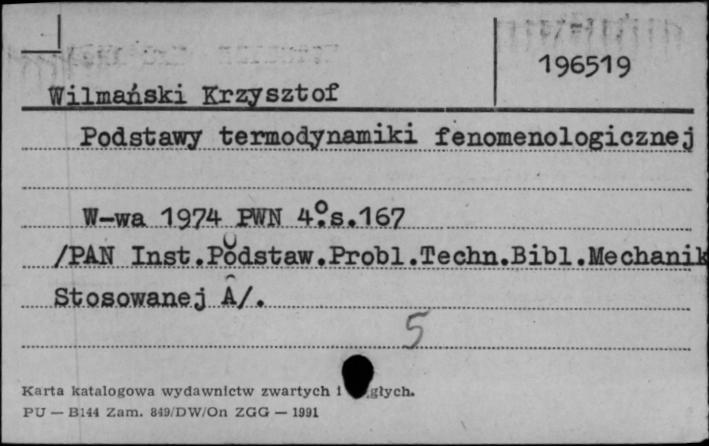 196519
Wilmański Krzysztof
Podstawy termodynamiki fenomenologicznej
W-wa 1974 PWN 4°.s.167
/PAN Inst.Podstaw.Probl.Techn.Bibl.Mechanik
Stosowanej A/.
5
Karta katalogowa wydawnictw zwartych i
PU — B144 Zam. 849/DW/On ZGG — 1991